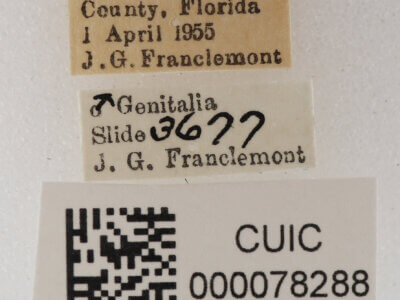 County, Florida
1 April 1955
J. G. Franclemont
♂ Genitalia
Slide 3677
J. G. Franclemont
CUIC
000078288